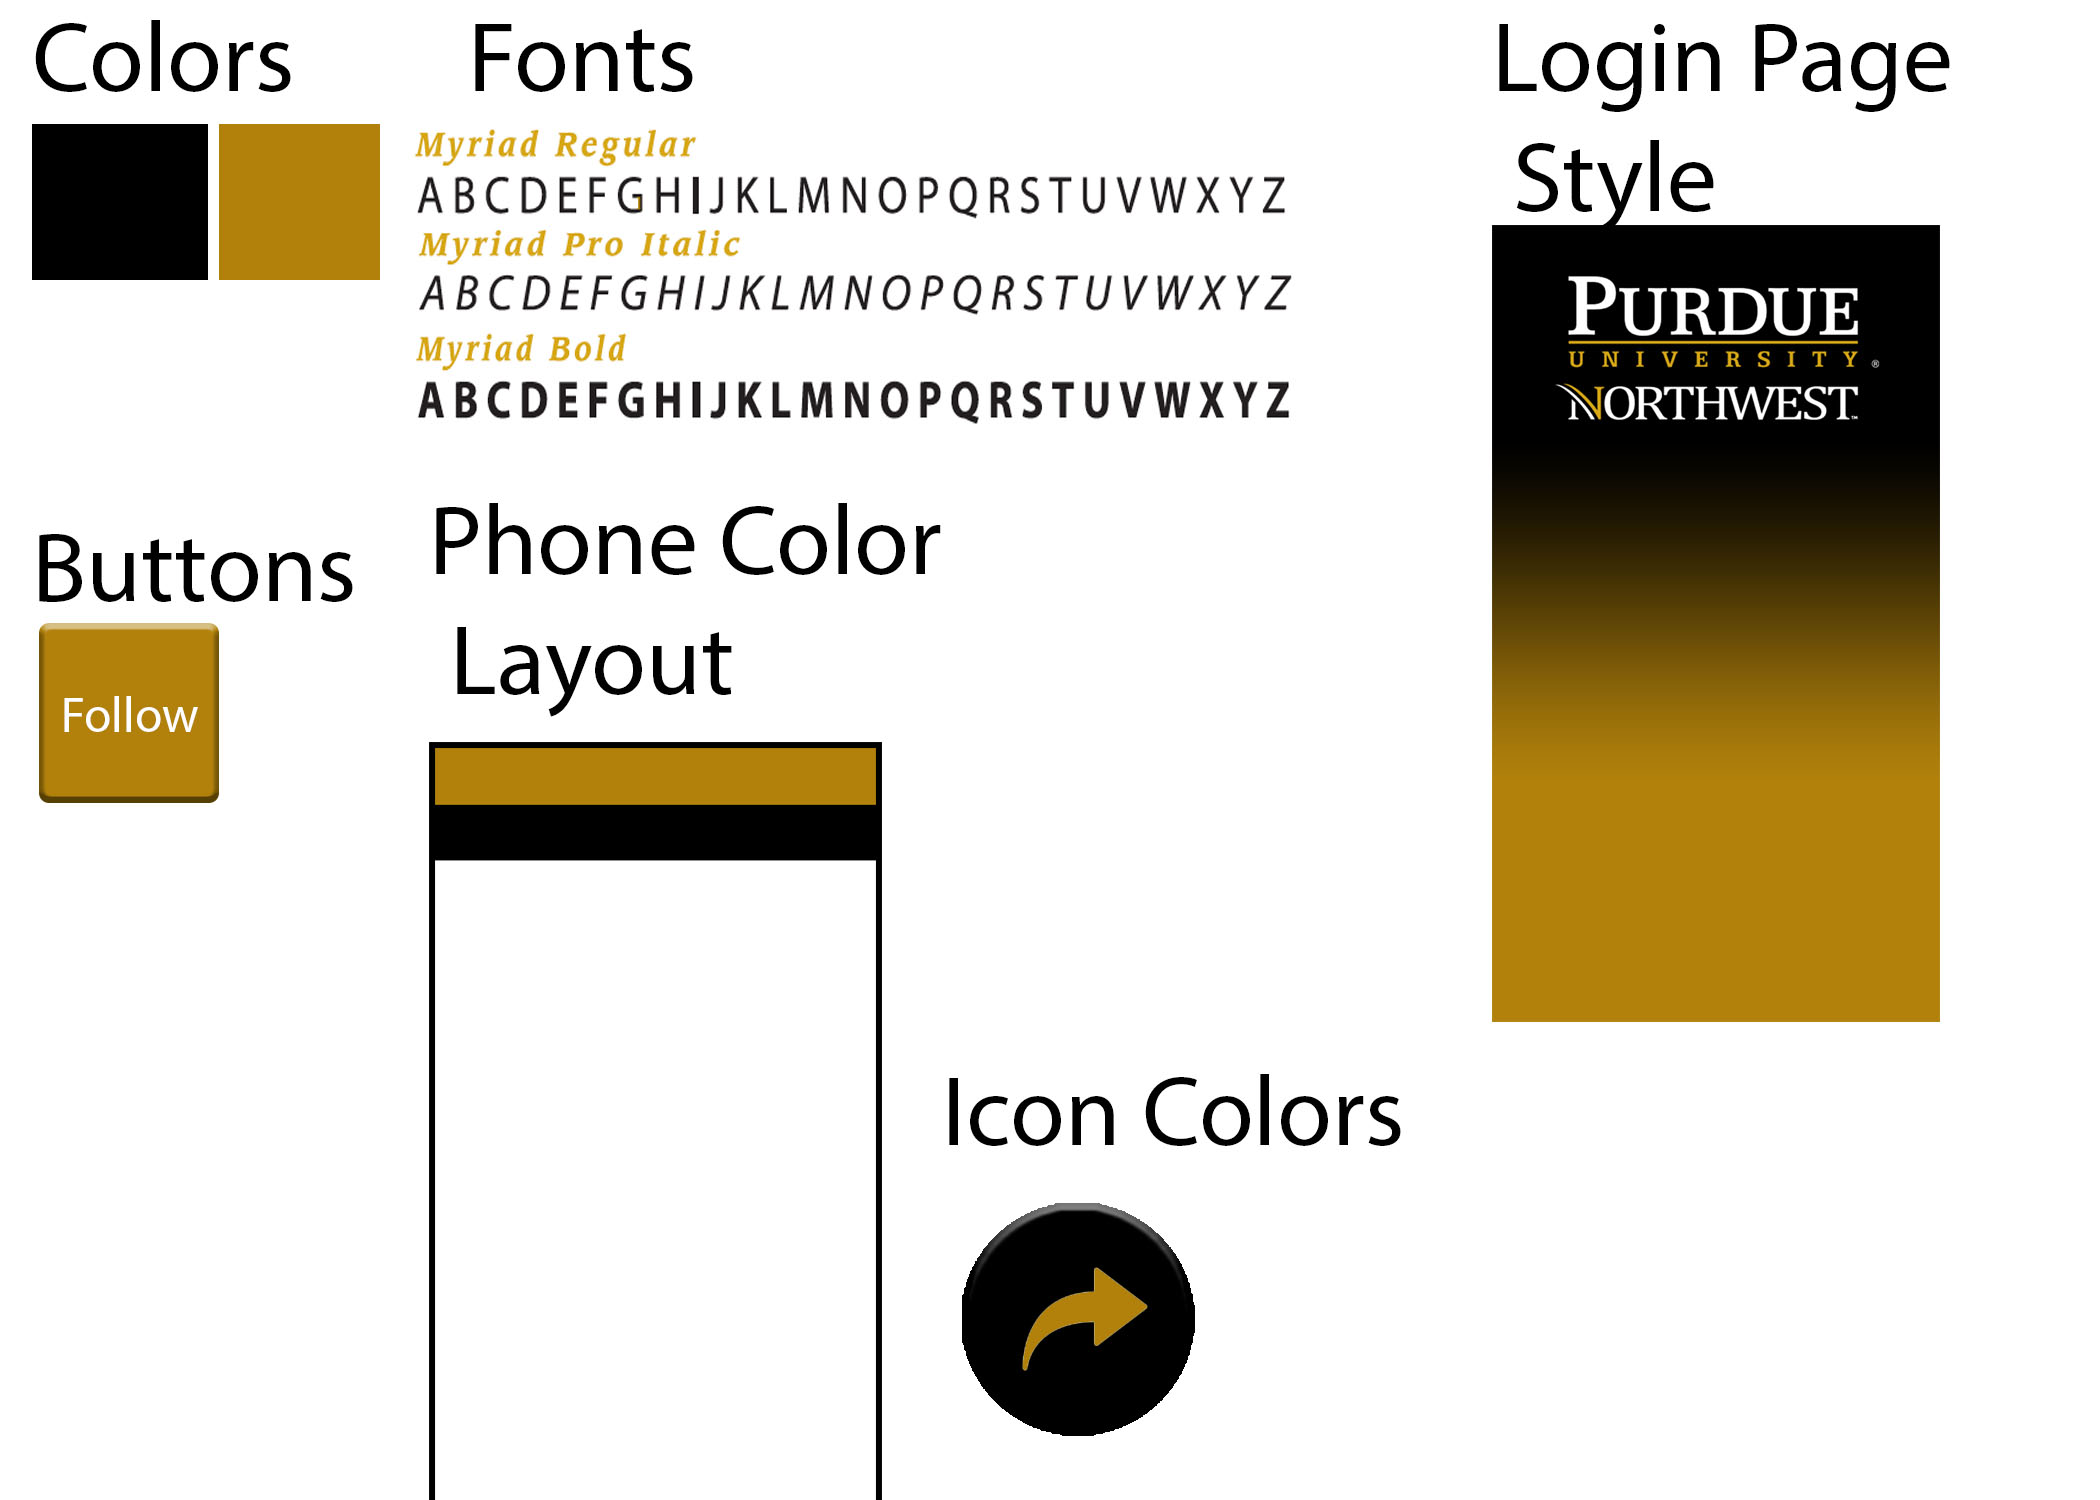 Colors
Fonts
Myriad Regular
ABCDEFGHIJKLMNOPQRSTUVWXYZ
Myriad Pro Italic
ABCDEFGHIJKLMNOPQRSTUVWXYZ
Myriad Bold
ABCDEFGHIJKLMNOPQRSTUVWXYZ
Login Page
Style
PURDUE
UNIVERSITY®
NORTHWEST™
Buttons
Follow
Phone Color
Layout
Icon Colors